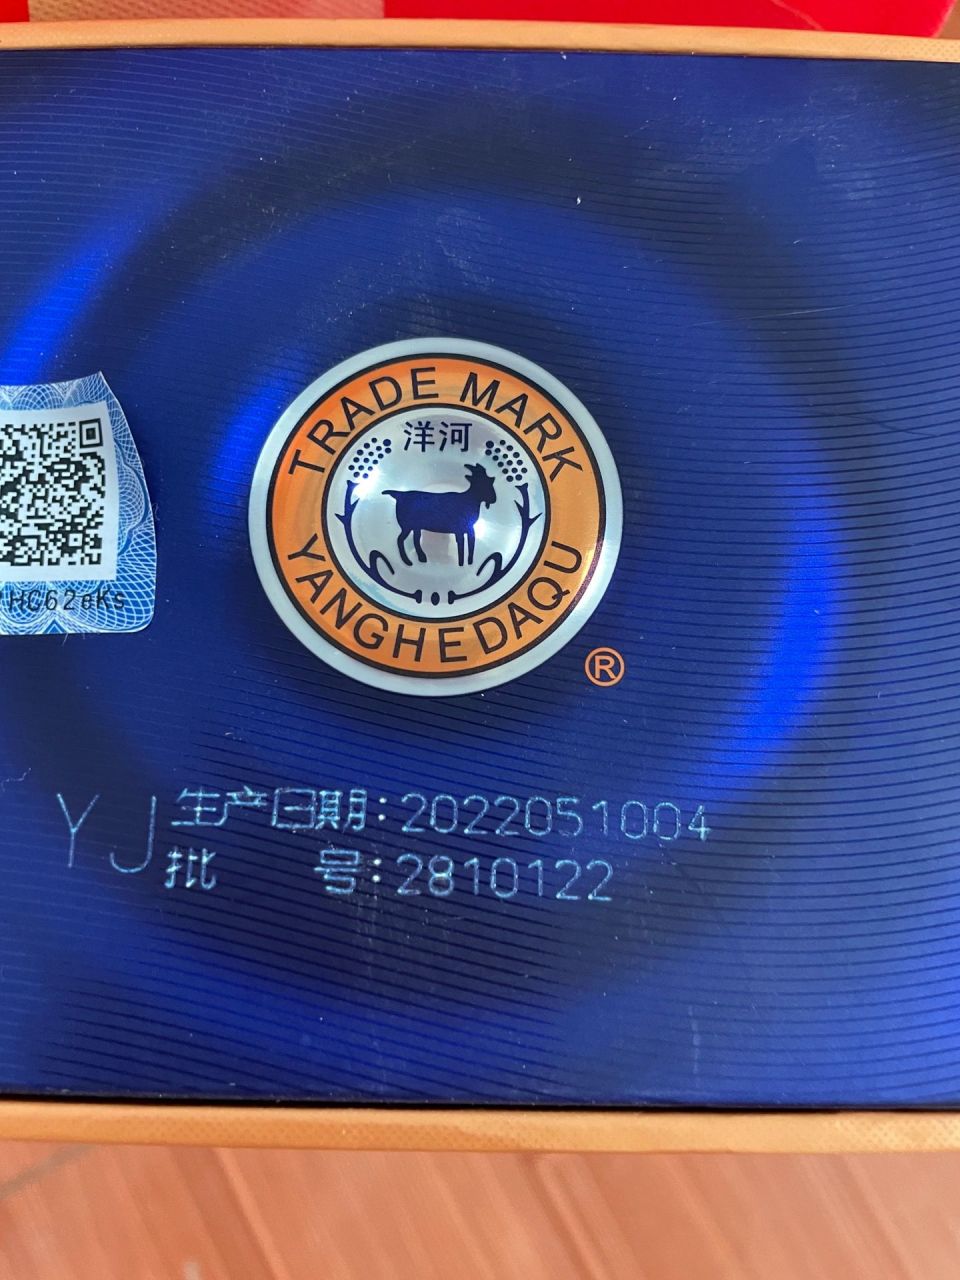 TRADE MARK
洋河
YANGHEDAQU
®
HC62eKs
YJ
生产日期:2022051004
批 号:2810122